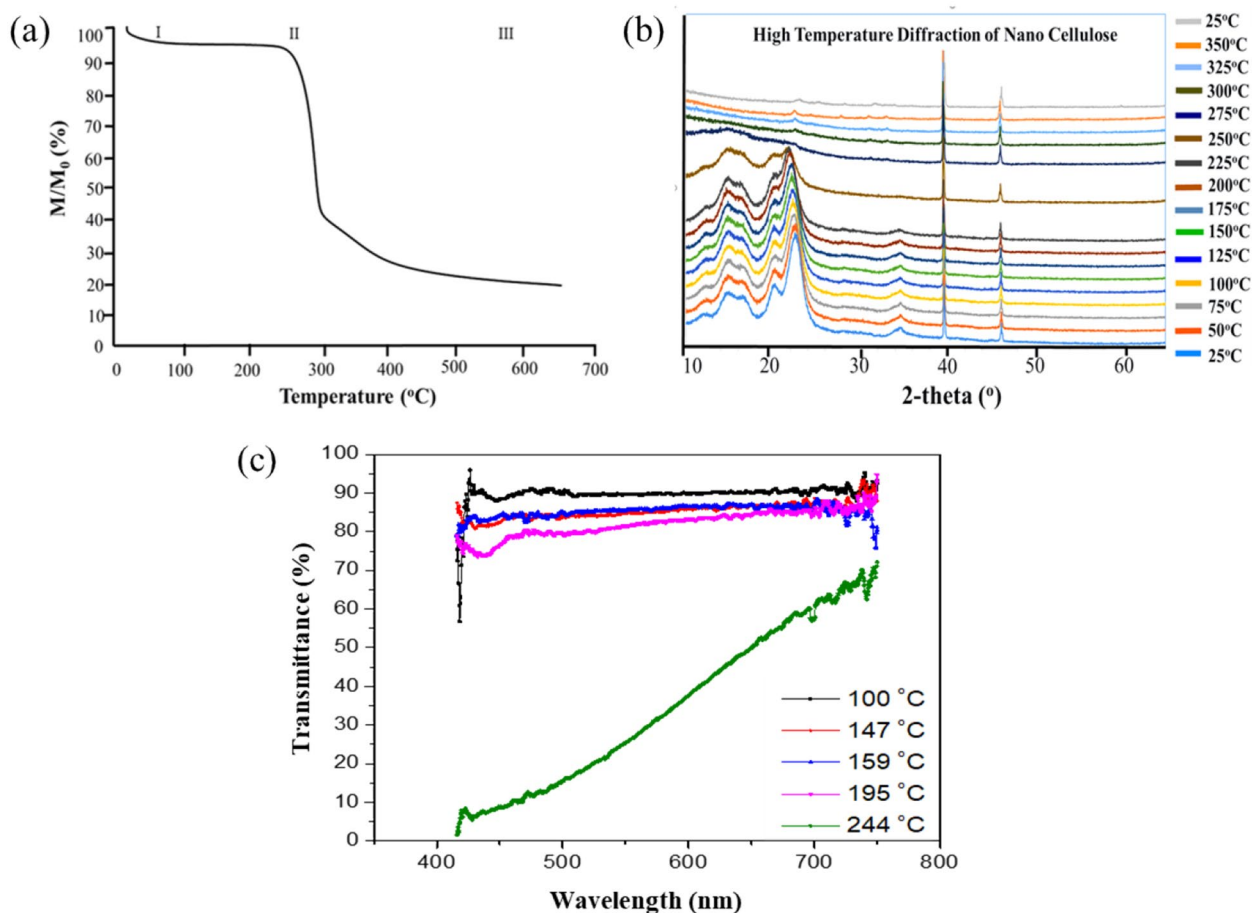 (a)
I II III
100
90
80
70
60
50
40
30
20
10
0
M/M₀ (%)
0 100 200 300 400 500 600 700
Temperature (°C)
(b)
High Temperature Diffraction of Nano Cellulose
10 20 30 40 50 60
2-theta (°)
25°C
350°C
325°C
300°C
275°C
250°C
225°C
200°C
175°C
150°C
125°C
100°C
75°C
50°C
25°C
(c)
100
90
80
70
60
50
40
30
20
10
0
Transmittance (%)
100 °C
147 °C
159 °C
195 °C
244 °C
400 500 600 700 800
Wavelength (nm)